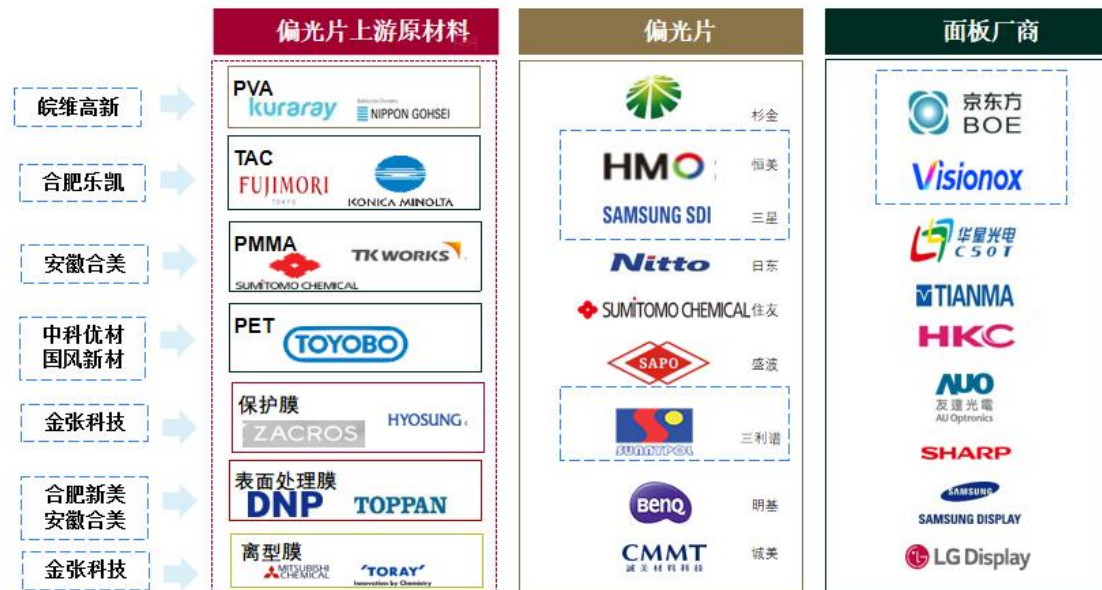 偏光片上游原材料
偏光片
面板厂商
皖维高新
合肥乐凯
安徽合美
中科优材
国风新材
金张科技
合肥新美
安徽合美
金张科技
PVA
kuraray
NIPPON GOHSEI
TAC
FUJIMORI
TOKYO
KONICA MINOLTA
PMMA
TK WORKS
SUMİTOMO CHEMICAL
PET
TOYOBO
保护膜
ZACROS
HYOSUNG
表面处理膜
DNP
TOPPAN
离型膜
MITSUBISHI
CHEMICAL
'TORAY'
Innovation by Chemistry
杉金
HMO
恒美
SAMSUNG SDI
三星
Nitto
日东
SUMİTOMO CHEMICAL
住友
SAPO
盛波
SUNNYPOL
三利谱
BenQ
明基
CMMT
誠美材料科技
诚美
京东方
BOE
Visionox
华星光电
CSOT
TIANMA
HKC
AUO
友達光電
AU Optronics
SHARP
SAMSUNG
SAMSUNG DISPLAY
LG Display